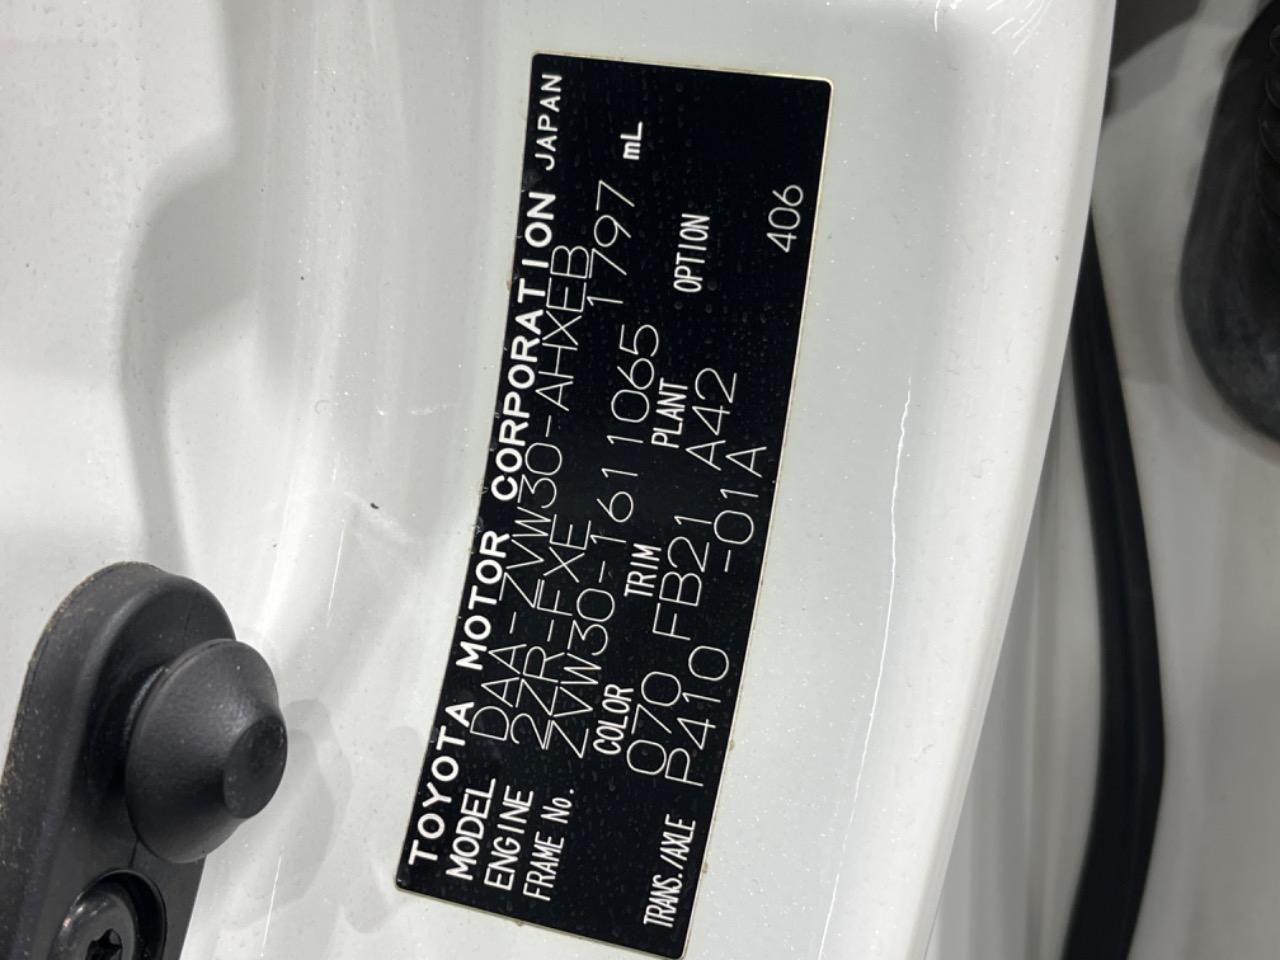 TOYOTA MOTOR CORPORATION JAPAN
MODEL DAA-ZVW30-AHXEB
ENGINE 2ZR-FXE 1797 mL
FRAME No. ZVW30-1611065
COLOR TRIM PLANT OPTION
070 FB21 A42
TRANS./AXLE P410 -01A 406